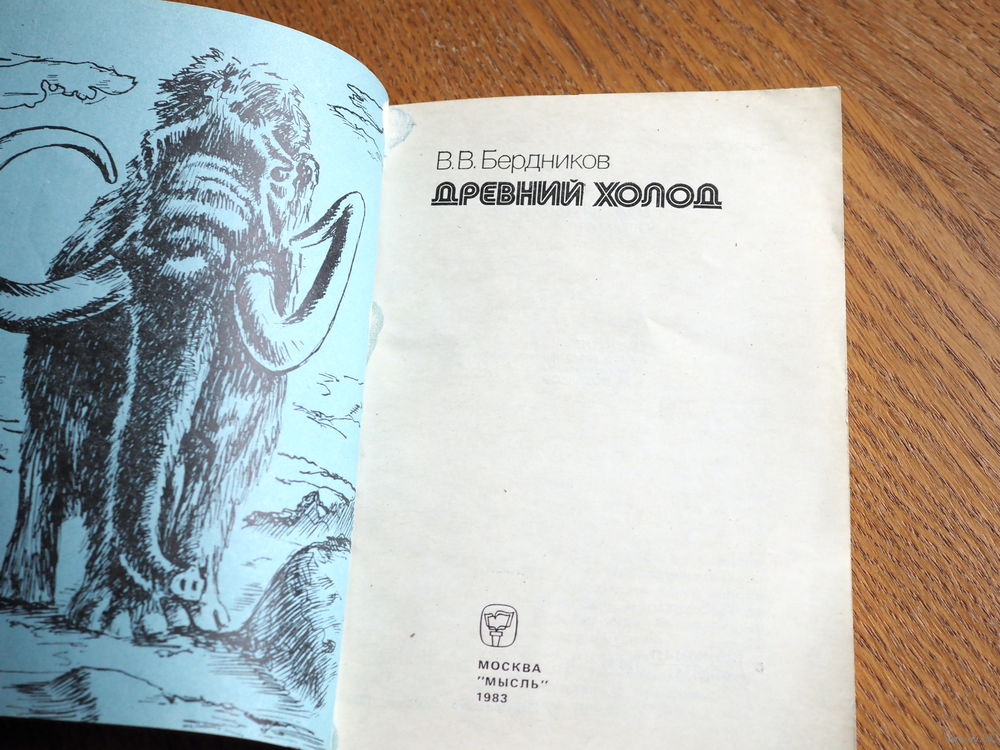 В.В.Бердников
ДРЕВНИЙ ХОЛОД
МОСКВА
"МЫСЛЬ"
1983